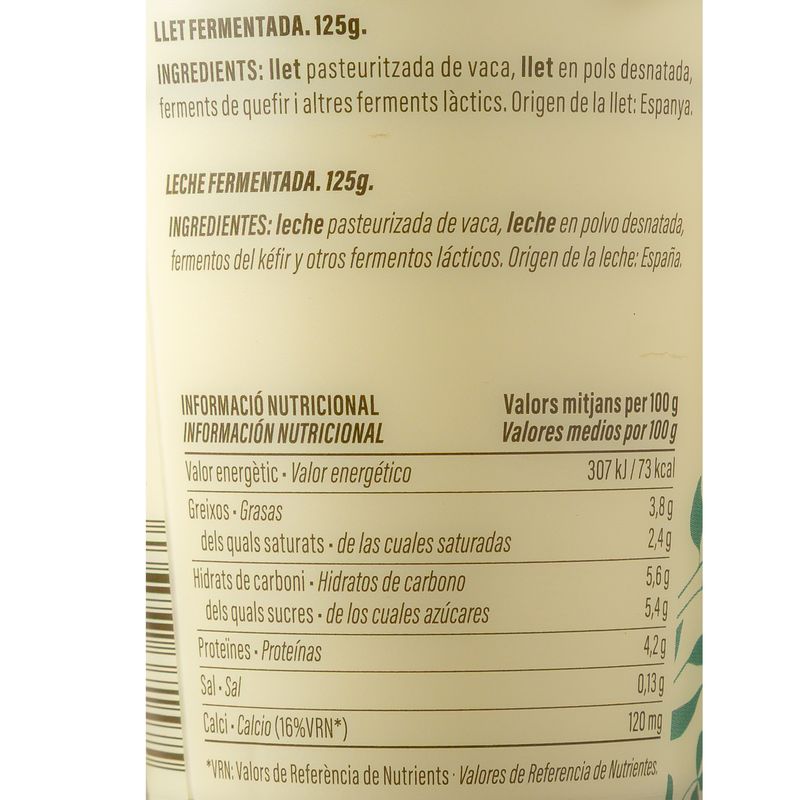 LLET FERMENTADA. 125g.
INGREDIENTS: llet pasteuritzada de vaca, llet en pols desnatada,
ferments de quefir i altres ferments làctics. Origen de la llet: Espanya.
LECHE FERMENTADA. 125g.
INGREDIENTES: leche pasteurizada de vaca, leche en polvo desnatada,
fermentos del kéfir y otros fermentos lácticos. Origen de la leche: España.
INFORMACIÓ NUTRICIONAL Valors mitjans per 100 g
INFORMACIÓN NUTRICIONAL Valores medios por 100 g
Valor energètic • Valor energético 307 kJ / 73 kcal
Greixos • Grasas 3,8 g
dels quals saturats • de las cuales saturadas 2,4 g
Hidrats de carboni • Hidratos de carbono 5,6 g
dels quals sucres • de los cuales azúcares 5,4 g
Proteïnes • Proteínas 4,2 g
Sal • Sal 0,13 g
Calci • Calcio (16%VRN*) 120 mg
*VRN: Valors de Referència de Nutrients · Valores de Referencia de Nutrientes.